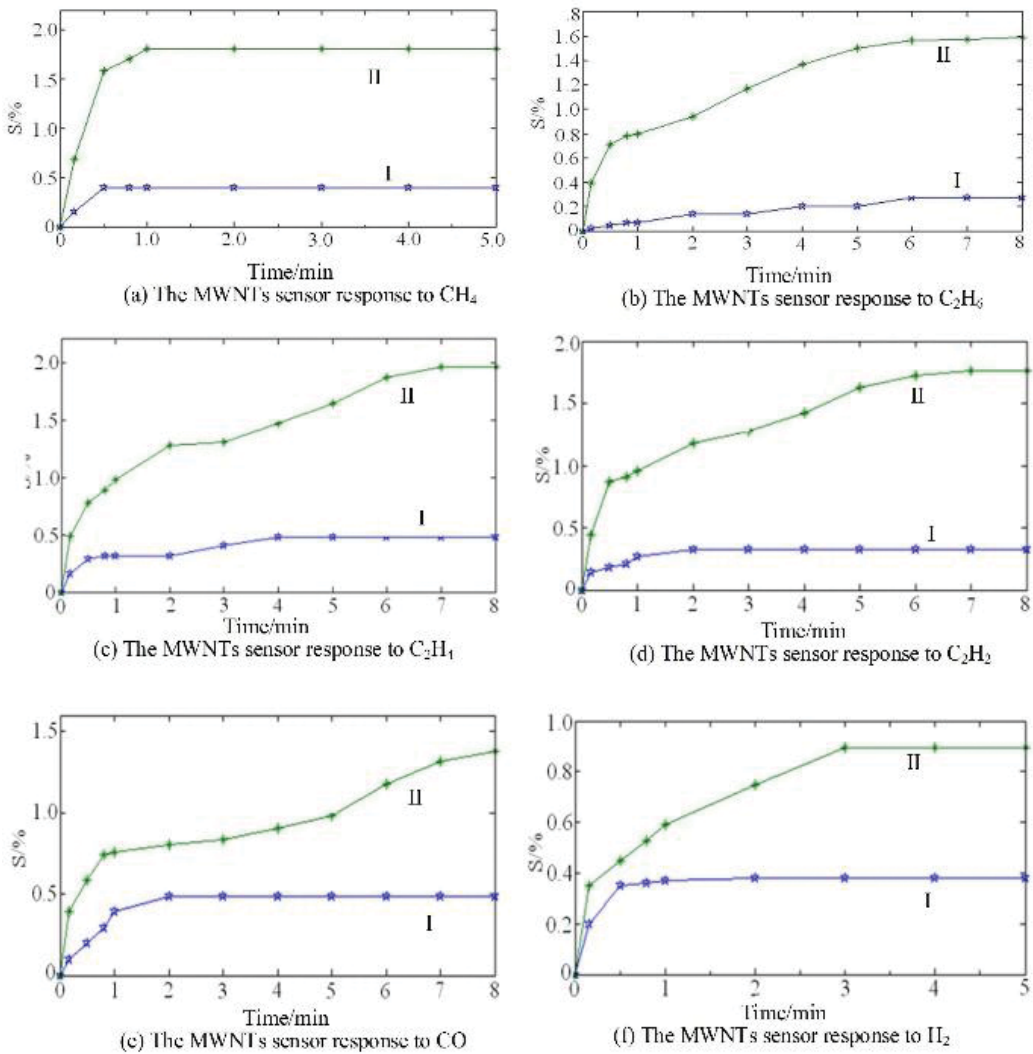 2.0
1.5
1.0
0.5
0
S/%
II
I
0 1.0 2.0 3.0 4.0 5.0
Time/min
(a) The MWNTs sensor response to CH4
1.6
1.4
1.2
1.0
0.8
0.6
0.4
0.2
0
S/%
II
I
0 1 2 3 4 5 6 7 8
Time/min
(b) The MWNTs sensor response to
2.0
1.5
1.0
0.5
0
II
I
0 1 2 3 4 5 6 7 8
Time/min
(c) The MWNTs sensor response to
2.0
1.5
1.0
0.5
0
S/%
II
I
0 1 2 3 4 5 6 7 8
Time/min
(d) The MWNTs sensor response to C2H2
1.5
1.0
0.5
0
S/%
II
I
0 1 2 3 4 5 6 7 8
Time/min
The MWNTs sensor response to CO
1.0
0.8
0.6
0.4
0.2
0
S/%
II
I
0 1 2 3 4 5
Time/min
(f) The MWNTs sensor response to H2